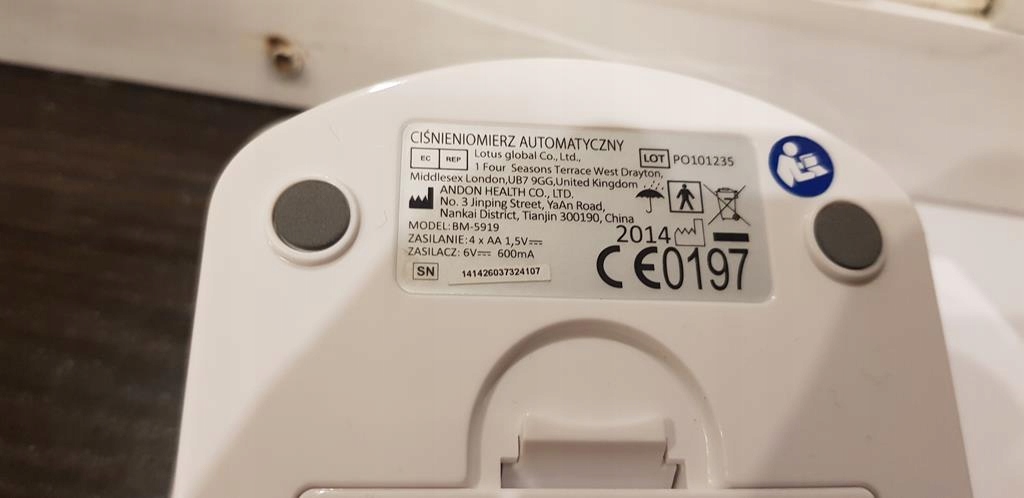 CIŚNIENIOMIERZ AUTOMATYCZNY
EC REP Lotus global Co., Ltd., LOT PO101235
1 Four Seasons Terrace West Drayton,
Middlesex London,UB7 9GG,United Kingdom
ANDON HEALTH CO., LTD.
No. 3 Jinping Street, YaAn Road,
Nankai District, Tianjin 300190, China
MODEL: BM-5919
2014
ZASILANIE: 4 x AA 1,5V
ZASILACZ: 6V 600mA
CE0197
SN 141426037324107